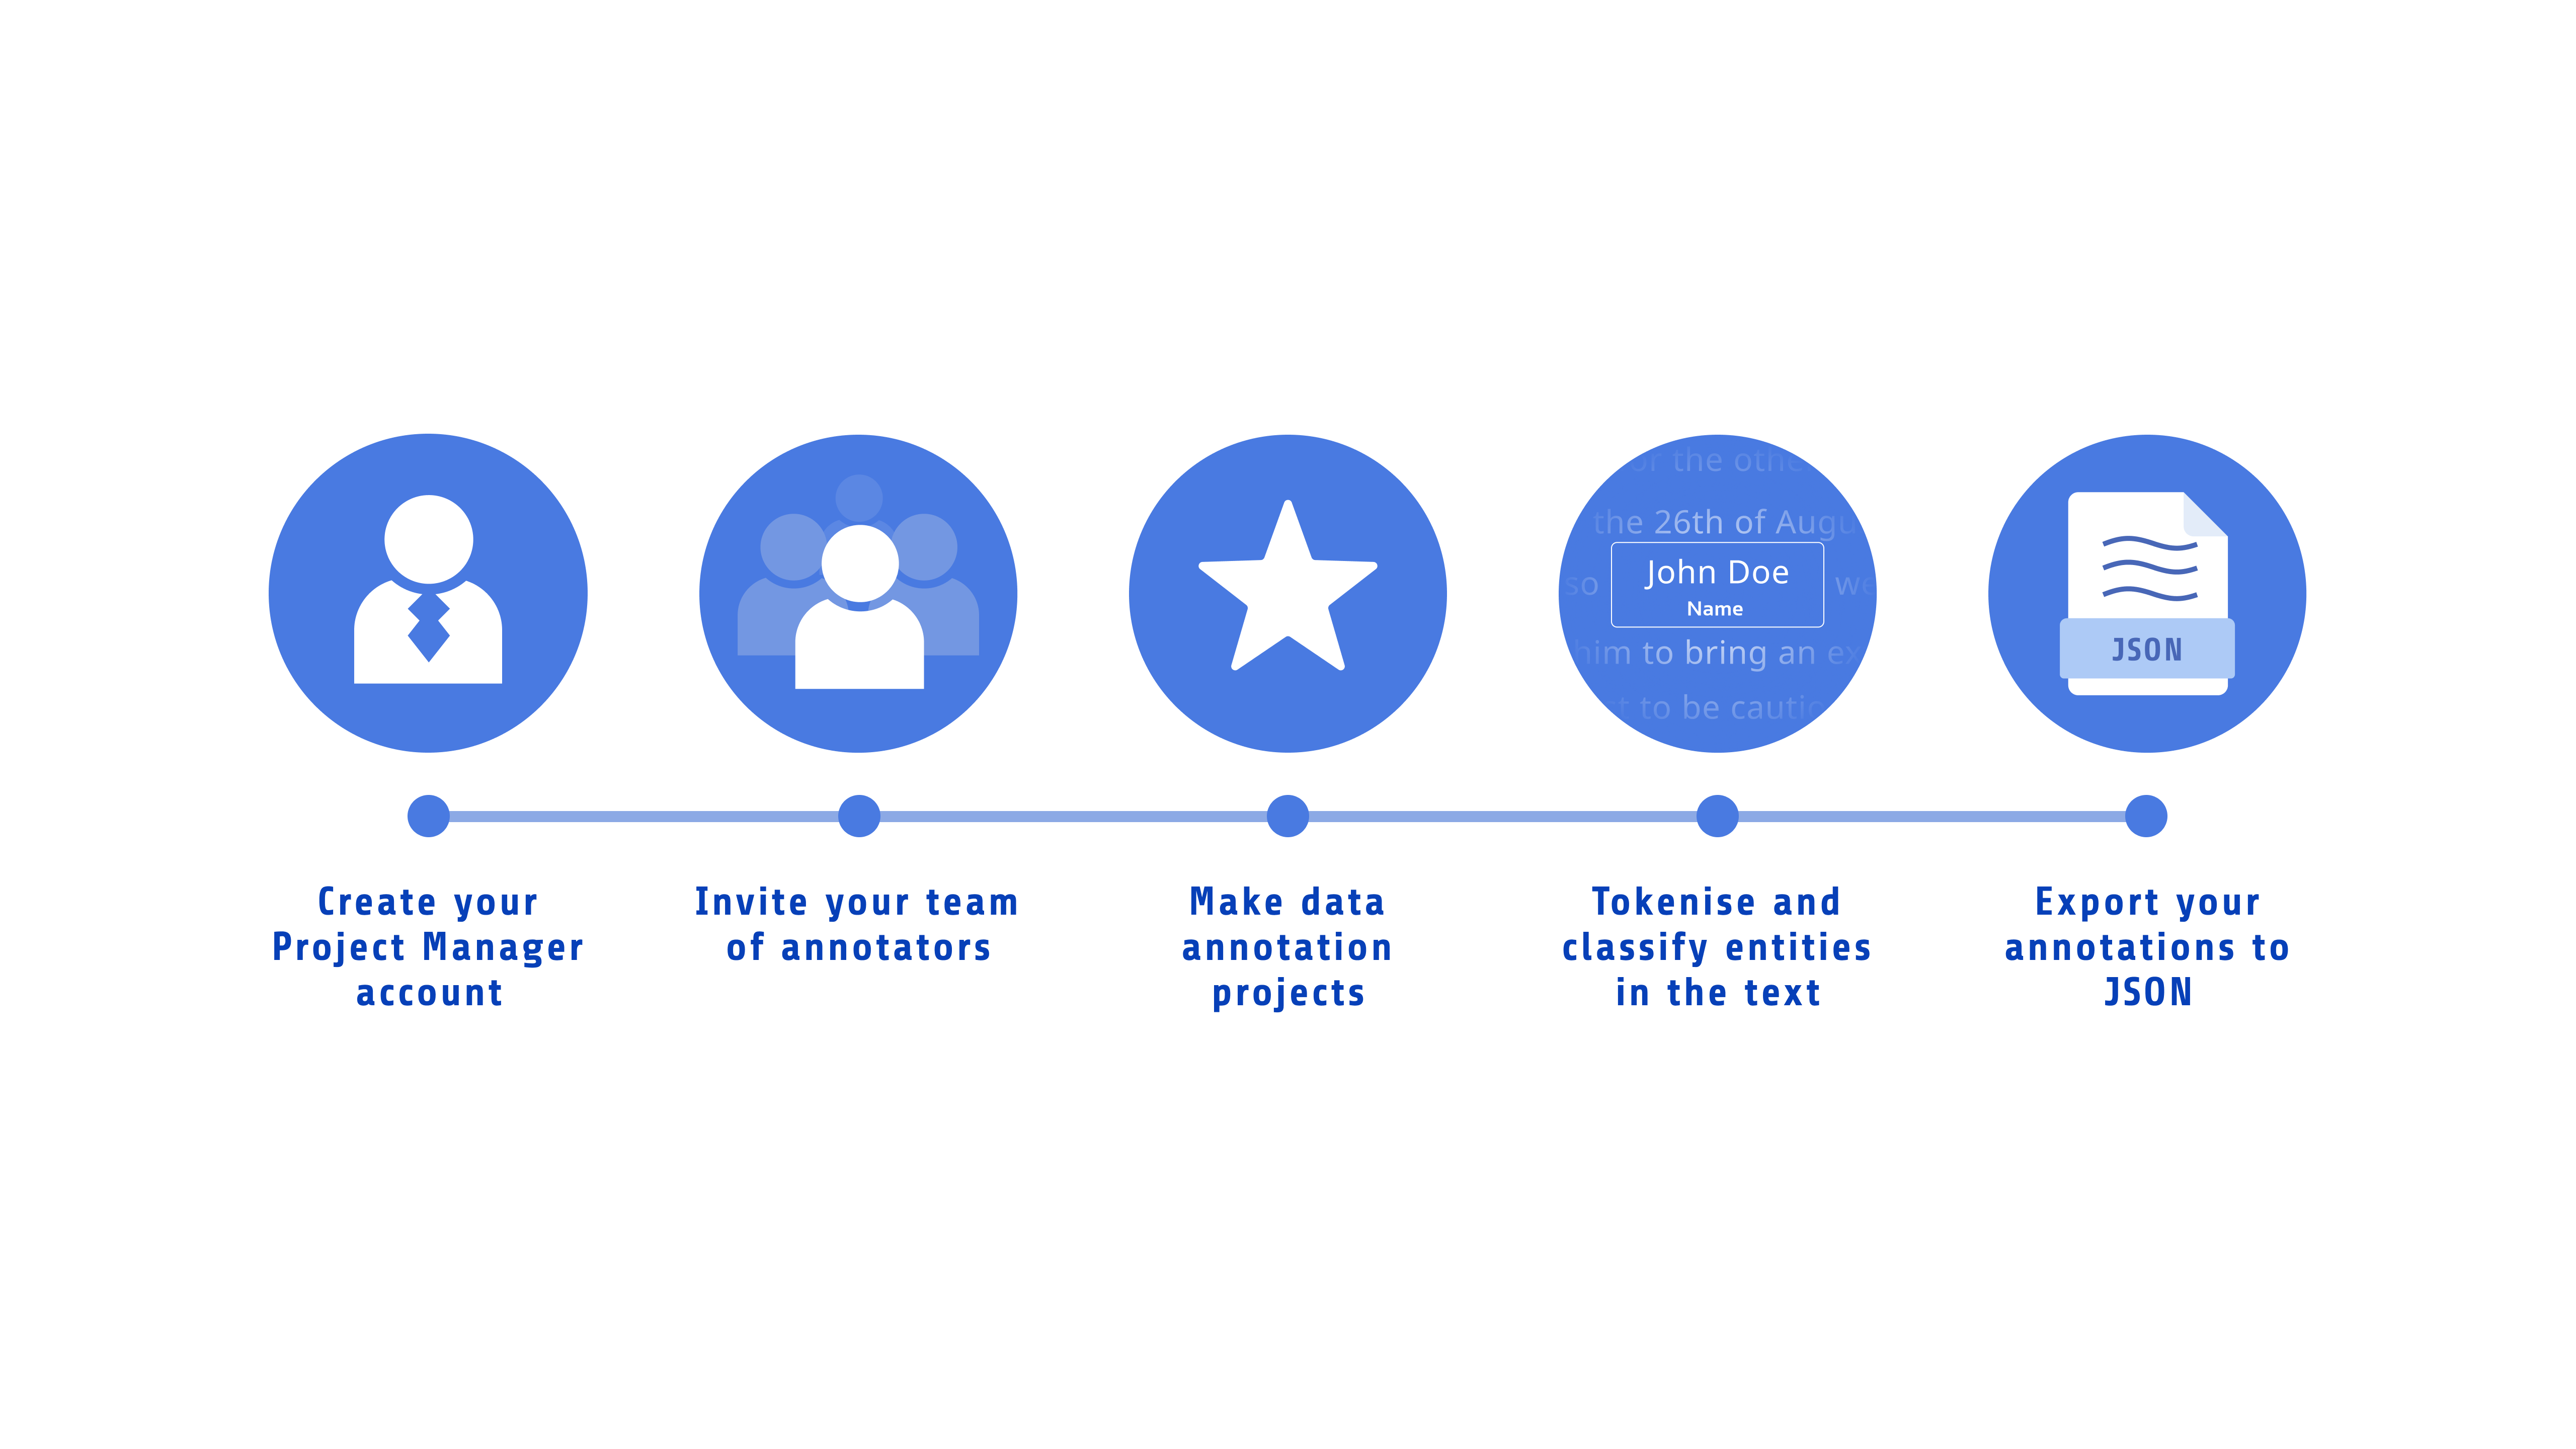 or the othe
the 26th of Augu
so John Doe we
Name
him to bring an ex
t to be cautio
JSON
Create your
Project Manager
account
Invite your team
of annotators
Make data
annotation
projects
Tokenise and
classify entities
in the text
Export your
annotations to
JSON